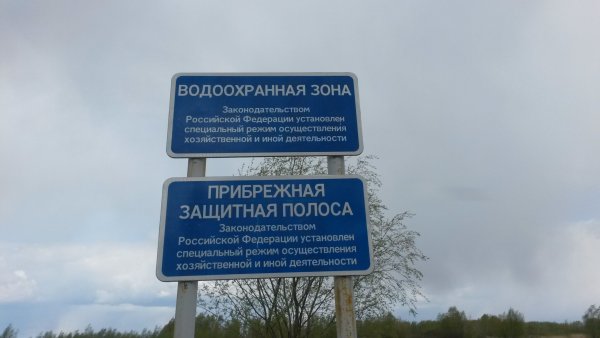 ВОДООХРАННАЯ ЗОНА
Законодательством
Российской Федерации установлен
специальный режим осуществления
хозяйственной и иной деятельности
ПРИБРЕЖНАЯ
ЗАЩИТНАЯ ПОЛОСА
Законодательством
Российской Федерации установлен
специальный режим осуществления
хозяйственной и иной деятельности